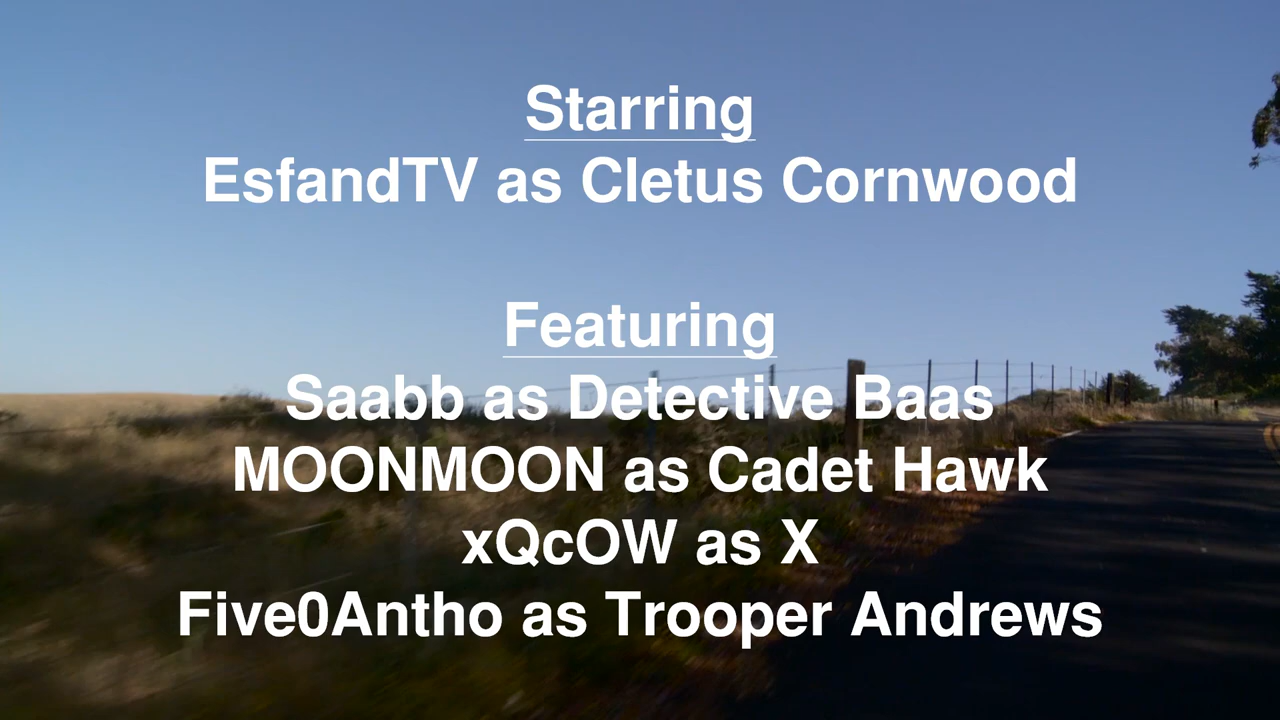 Starring
EsfandTV as Cletus Cornwood
Featuring
Saabb as Detective Baas
MOONMOON as Cadet Hawk
xQcOW as X
Five0Antho as Trooper Andrews